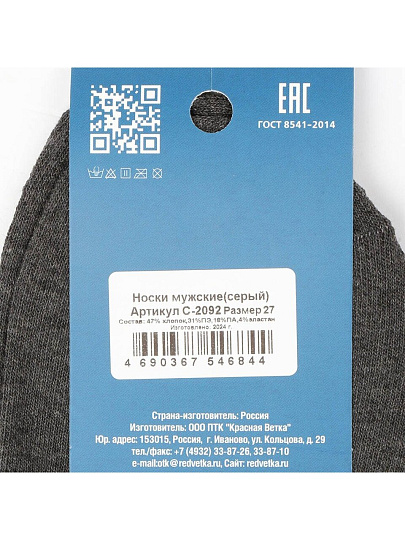 ЕАС
ГОСТ 8541-2014
Носки мужские(серый)
Артикул С-2092 Размер 27
Состав: 47% хлопок,31%ПЭ,18%ПА,4%эластан
Изготовлено: 2024 г.
4 690367 546844
Страна-изготовитель: Россия
Изготовитель: ООО ПТК "Красная Ветка"
Юр. адрес: 153015, Россия, г. Иваново, ул. Кольцова, д. 29
тел./факс: +7 (4932) 33-87-26, 33-87-10
e-mail:otk@redvetka.ru, Сайт: redvetka.ru